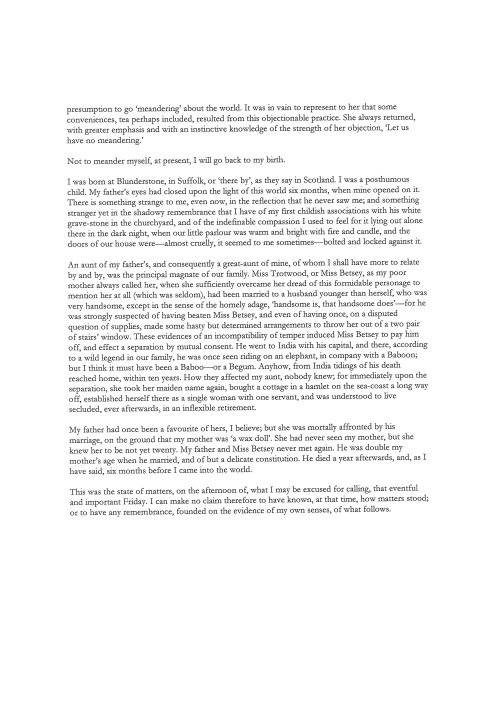 presumption to go ‘meandering’ about the world. It was in vain to represent to her that some
conveniences, tea perhaps included, resulted from this objectionable practice. She always returned,
with greater emphasis and with an instinctive knowledge of the strength of her objection, ‘Let us
have no meandering.’
Not to meander myself, at present, I will go back to my birth.
I was born at Blunderstone, in Suffolk, or ‘there by’, as they say in Scotland. I was a posthumous
child. My father’s eyes had closed upon the light of this world six months, when mine opened on it.
There is something strange to me, even now, in the reflection that he never saw me; and something
stranger yet in the shadowy remembrance that I have of my first childish associations with his white
grave-stone in the churchyard, and of the indefinable compassion I used to feel for it lying out alone
there in the dark night, when our little parlour was warm and bright with fire and candle, and the
doors of our house were—almost cruelly, it seemed to me sometimes—bolted and locked against it.
An aunt of my father’s, and consequently a great-aunt of mine, of whom I shall have more to relate
by and by, was the principal magnate of our family. Miss Trotwood, or Miss Betsey, as my poor
mother always called her, when she sufficiently overcame her dread of this formidable personage to
mention her at all (which was seldom), had been married to a husband younger than herself, who was
very handsome, except in the sense of the homely adage, ‘handsome is, that handsome does’—for he
was strongly suspected of having beaten Miss Betsey, and even of having once, on a disputed
question of supplies, made some hasty but determined arrangements to throw her out of a two pair
of stairs’ window. These evidences of an incompatibility of temper induced Miss Betsey to pay him
off, and effect a separation by mutual consent. He went to India with his capital, and there, according
to a wild legend in our family, he was once seen riding on an elephant, in company with a Baboon;
but I think it must have been a Baboo—or a Begum. Anyhow, from India tidings of his death
reached home, within ten years. How they affected my aunt, nobody knew; for immediately upon the
separation, she took her maiden name again, bought a cottage in a hamlet on the sea-coast a long way
off, established herself there as a single woman with one servant, and was understood to live
secluded, ever afterwards, in an inflexible retirement.
My father had once been a favourite of hers, I believe; but she was mortally affronted by his
marriage, on the ground that my mother was ‘a wax doll’. She had never seen my mother, but she
knew her to be not yet twenty. My father and Miss Betsey never met again. He was double my
mother’s age when he married, and of but a delicate constitution. He died a year afterwards, and, as I
have said, six months before I came into the world.
This was the state of matters, on the afternoon of, what I may be excused for calling, that eventful
and important Friday. I can make no claim therefore to have known, at that time, how matters stood;
or to have any remembrance, founded on the evidence of my own senses, of what follows.